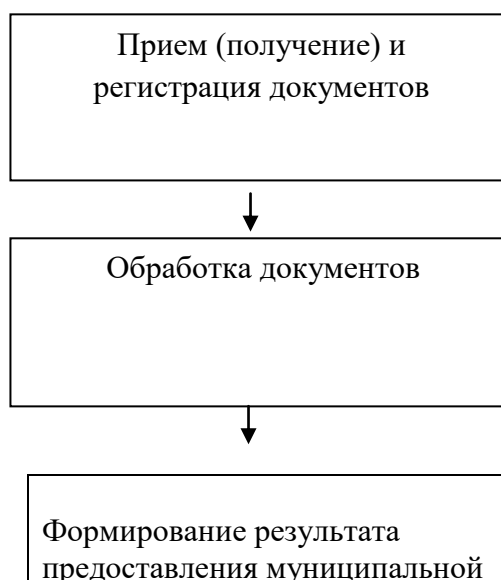 Прием (получение) и
регистрация документов
Обработка документов
Формирование результата
предоставления муниципальной